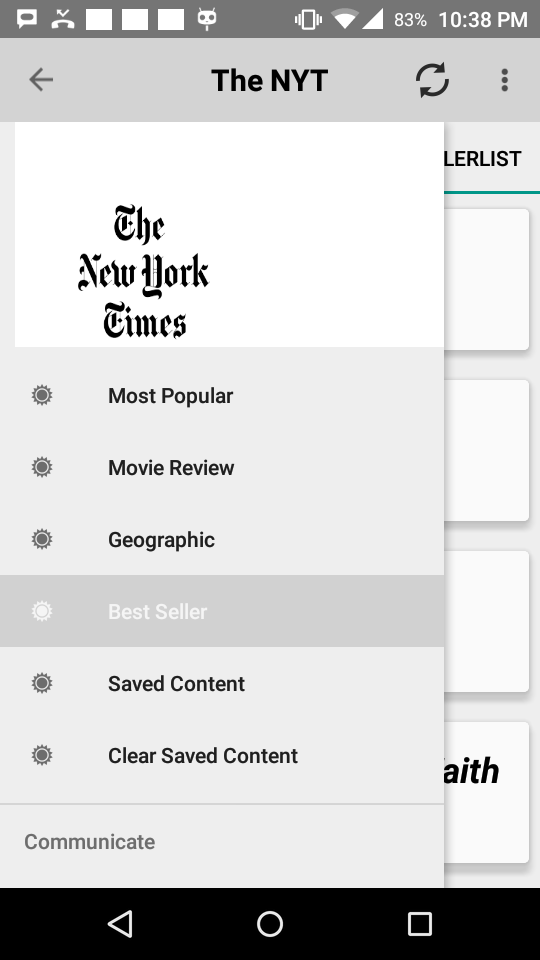 83% 10:38 PM
The NYT
LERLIST
The
New York
Times
Most Popular
Movie Review
Geographic
Best Seller
Saved Content
Clear Saved Content
aith
Communicate